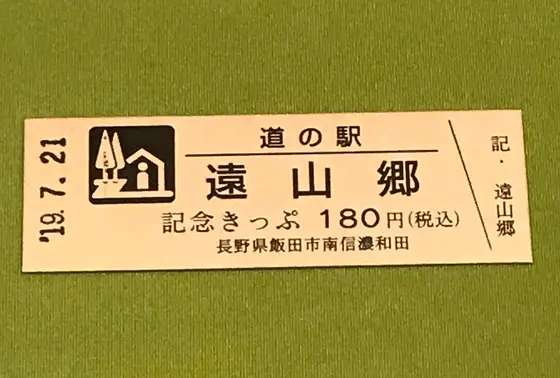 '19.7.21
道の駅
遠山郷
記念きっぷ 180円(税込)
長野県飯田市南信濃和田
記・遠山郷